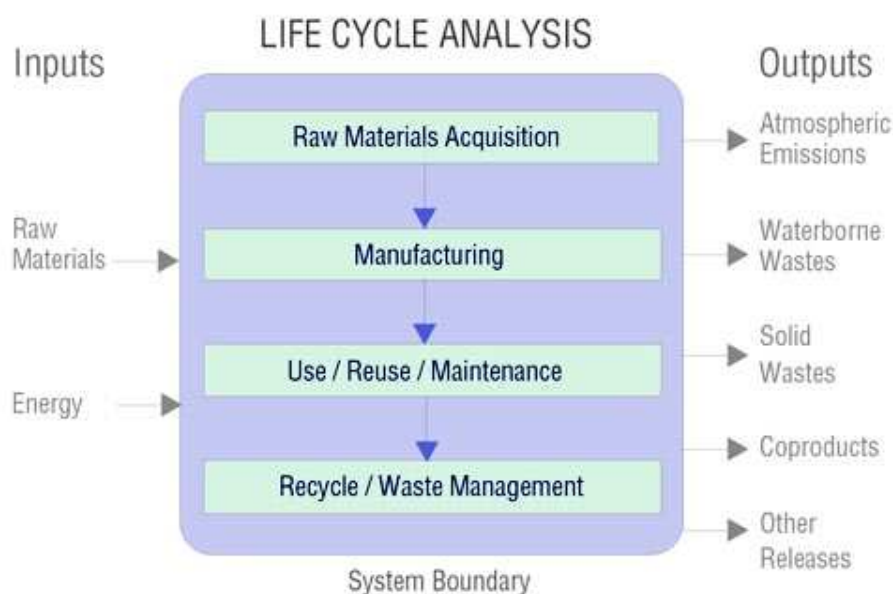 LIFE CYCLE ANALYSIS
Inputs
Outputs
Raw Materials Acquisition
Atmospheric
Emissions
Raw
Materials
Manufacturing
Waterborne
Wastes
Use / Reuse / Maintenance
Solid
Wastes
Energy
Recycle / Waste Management
Coproducts
Other
Releases
System Boundary